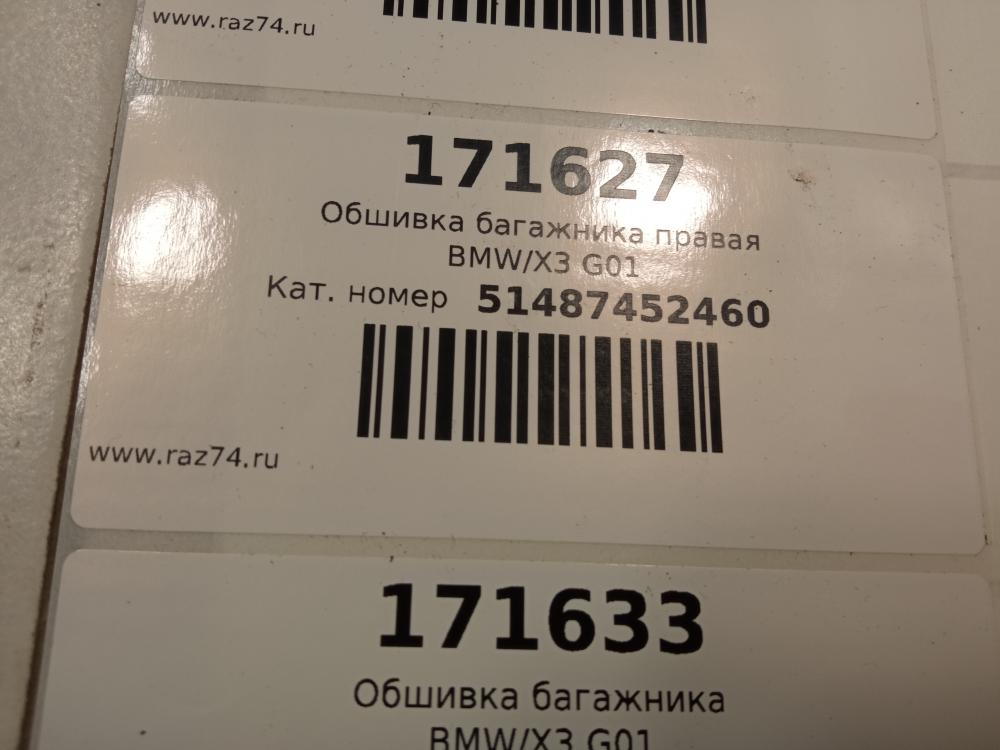 www.raz74.ru
171627
Обшивка багажника правая
BMW/X3 G01
Кат. номер 51487452460
www.raz74.ru
171633
Обшивка багажника
BMW/X3 G01